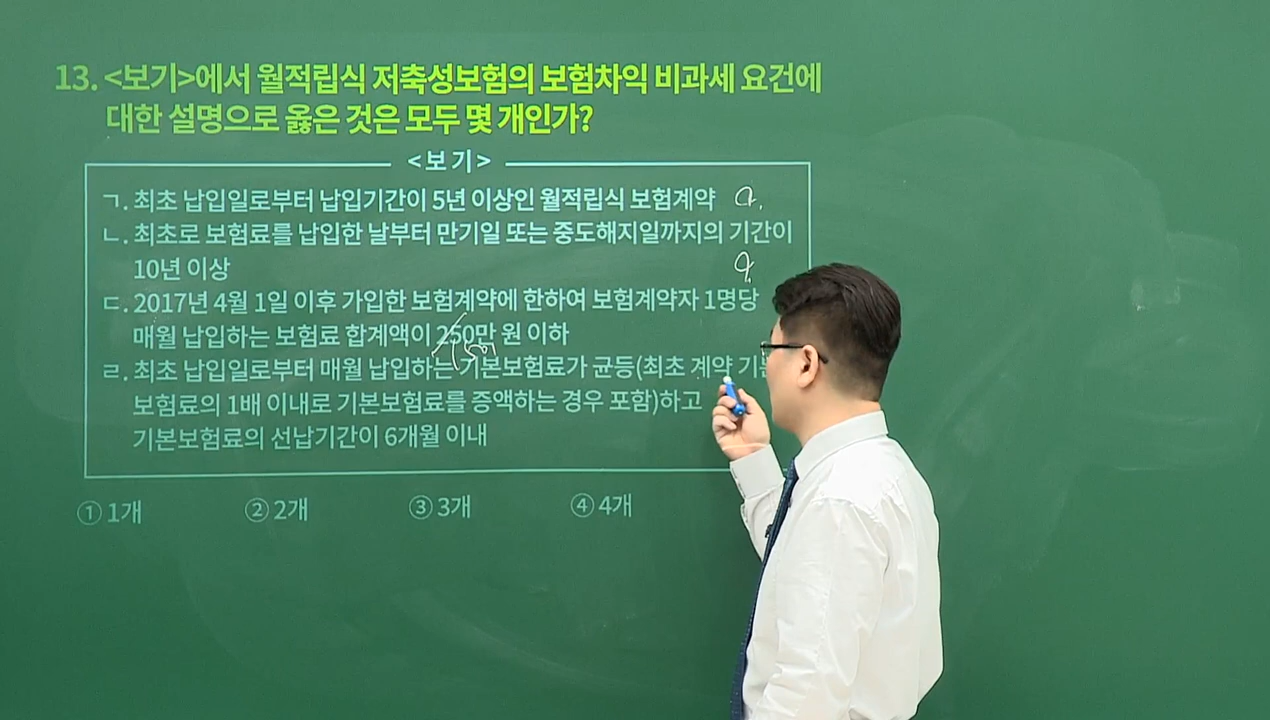 13. <보기>에서 월적립식 저축성보험의 보험차익 비과세 요건에
대한 설명으로 옳은 것은 모두 몇 개인가?
<보 기>
ㄱ. 최초 납입일로부터 납입기간이 5년 이상인 월적립식 보험계약
ㄴ. 최초로 보험료를 납입한 날부터 만기일 또는 중도해지일까지의 기간이
10년 이상
ㄷ. 2017년 4월 1일 이후 가입한 보험계약에 한하여 보험계약자 1명당
매월 납입하는 보험료 합계액이 250만 원 이하
ㄹ. 최초 납입일로부터 매월 납입하는 기본보험료가 균등(최초 계약
보험료의 1배 이내로 기본보험료를 증액하는 경우 포함)하고
기본보험료의 선납기간이 6개월 이내
① 1개 ② 2개 ③ 3개 ④ 4개